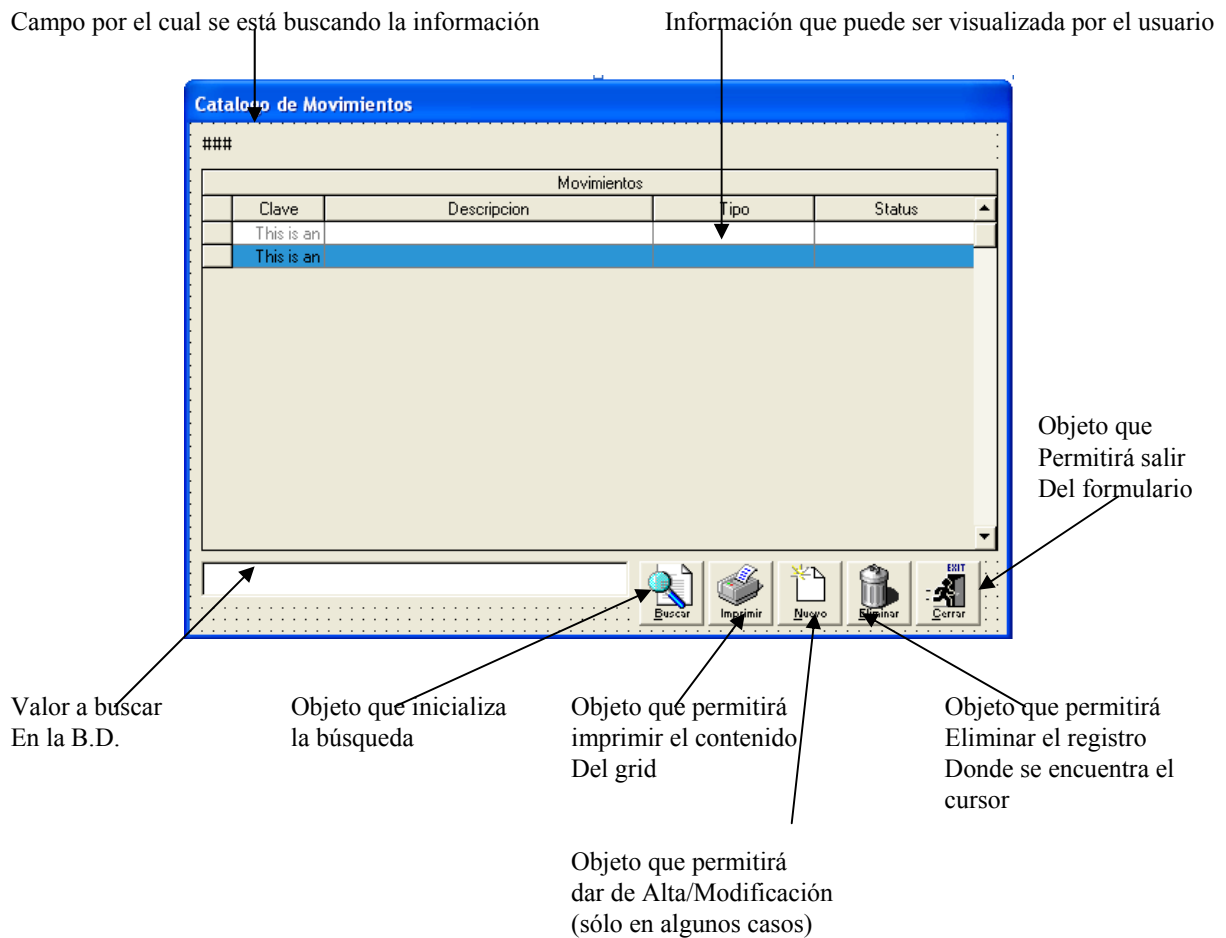 Campo por el cual se está buscando la información
Información que puede ser visualizada por el usuario
Catalogo de Movimientos
###
Movimientos
Clave Descripcion Tipo Status
This is an
This is an
Objeto que
Permitirá salir
Del formulario
EXIT
Buscar Imprimir Nuevo Eliminar Cerrar
Valor a buscar
En la B.D.
Objeto que inicializa
la búsqueda
Objeto que permitirá
imprimir el contenido
Del grid
Objeto que permitirá
Eliminar el registro
Donde se encuentra el
cursor
Objeto que permitirá
dar de Alta/Modificación
(sólo en algunos casos)